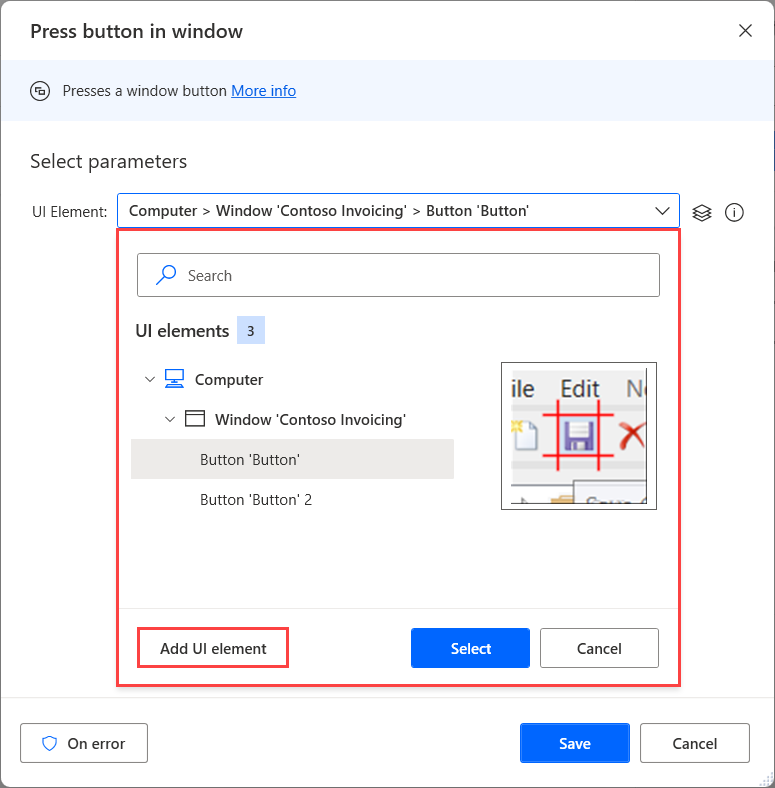 Press button in window
Presses a window button More info
Select parameters
UI Element: Computer > Window 'Contoso Invoicing' > Button 'Button'
Search
UI elements 3
Computer
Window 'Contoso Invoicing'
Button 'Button'
Button 'Button' 2
ile Edit
Add UI element Select Cancel
On error Save Cancel